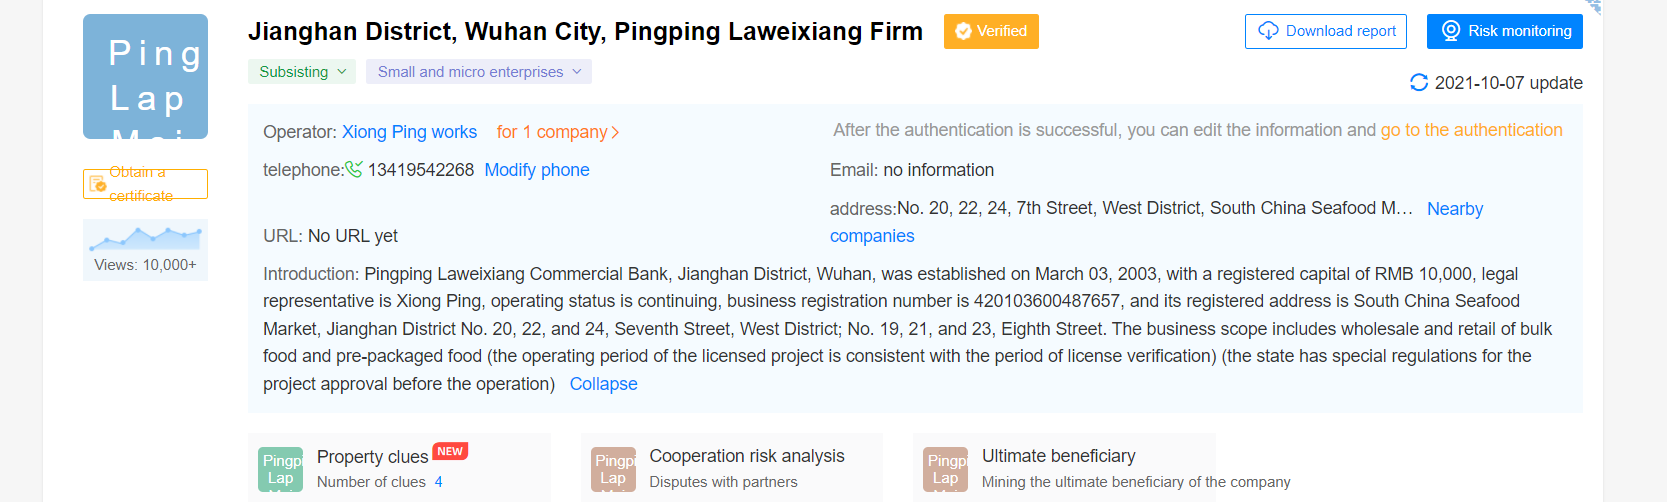 Ping
Lap
Jianghan District, Wuhan City, Pingping Laweixiang Firm
Verified
Download report
Risk monitoring
Subsisting
Small and micro enterprises
2021-10-07 update
Obtain a
certificate
Views: 10,000+
Operator: Xiong Ping works for 1 company
After the authentication is successful, you can edit the information and go to the authentication
telephone: 13419542268 Modify phone
Email: no information
address:No. 20, 22, 24, 7th Street, West District, South China Seafood M... Nearby
companies
URL: No URL yet
Introduction: Pingping Laweixiang Commercial Bank, Jianghan District, Wuhan, was established on March 03, 2003, with a registered capital of RMB 10,000, legal
representative is Xiong Ping, operating status is continuing, business registration number is 420103600487657, and its registered address is South China Seafood
Market, Jianghan District No. 20, 22, and 24, Seventh Street, West District; No. 19, 21, and 23, Eighth Street. The business scope includes wholesale and retail of bulk
food and pre-packaged food (the operating period of the licensed project is consistent with the period of license verification) (the state has special regulations for the
project approval before the operation) Collapse
Pingpi
Lap
Property clues NEW
Number of clues 4
Pingpi
Lap
Cooperation risk analysis
Disputes with partners
Pingpi
Lap
Ultimate beneficiary
Mining the ultimate beneficiary of the company